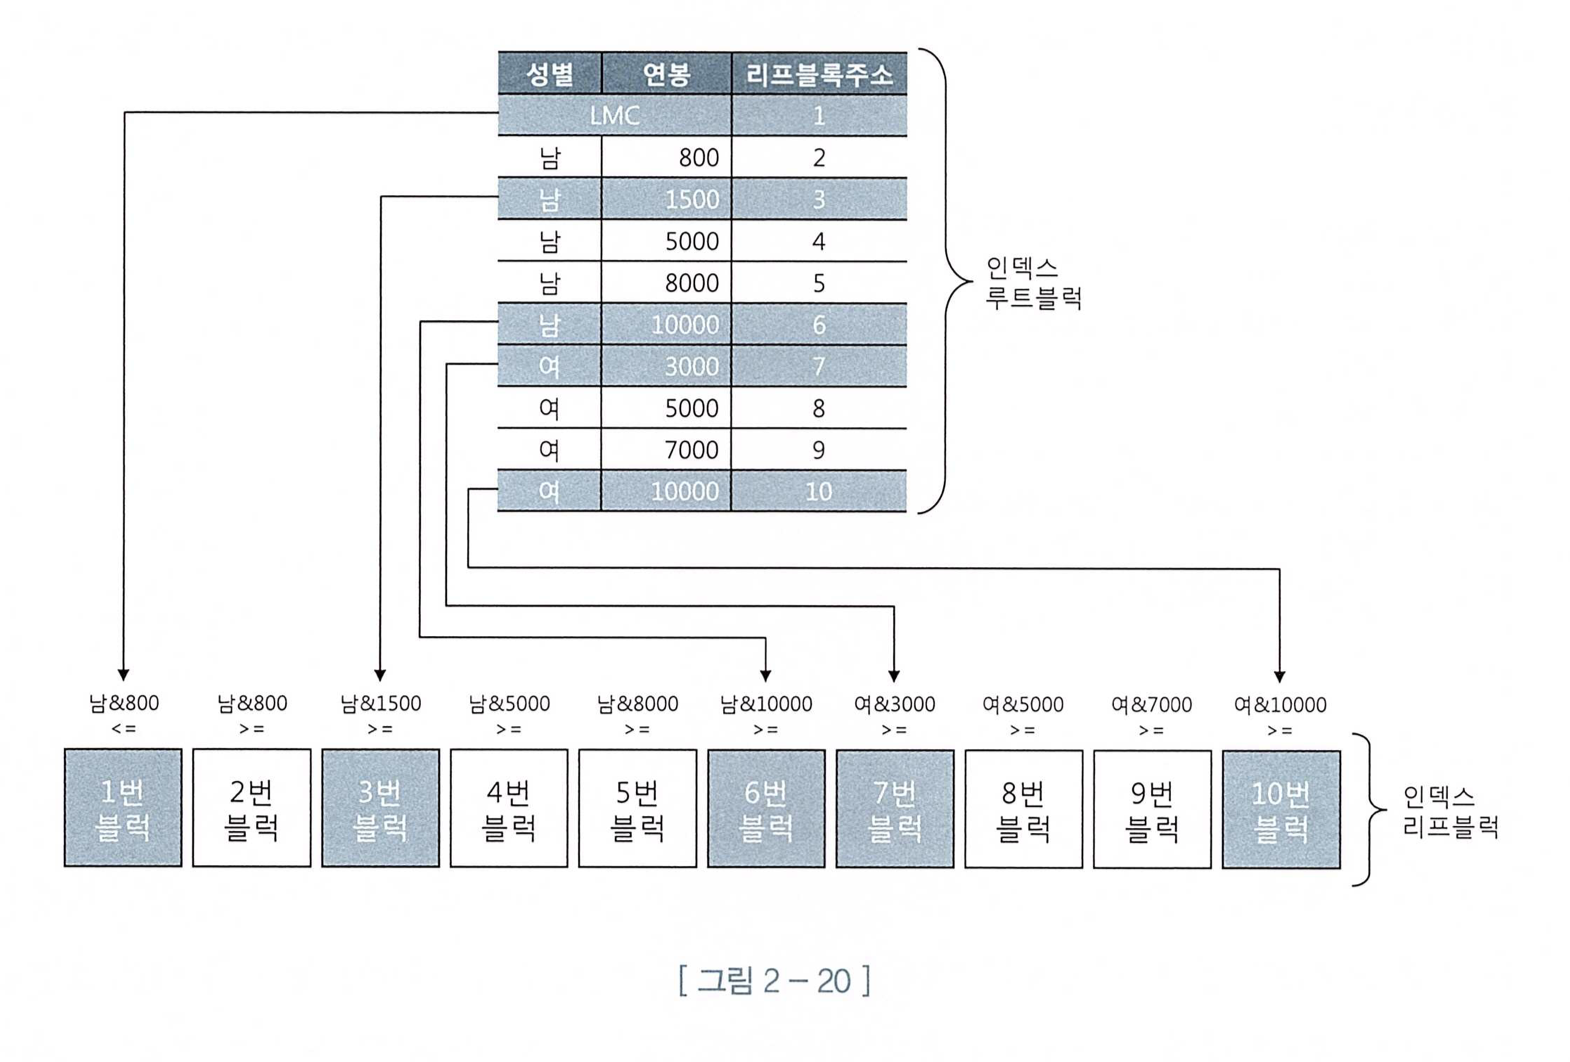 성별 연봉 리프블록주소
LMC 1
남 800 2
남 1500 3
남 5000 4
남 8000 5
남 10000 6
여 3000 7
여 5000 8
여 7000 9
여 10000 10
인덱스
루트블럭
남&800 남&800 남&1500 남&5000 남&8000 남&10000 여&3000 여&5000 여&7000 여&10000
<= >= >= >= >= >= >= >= >= >=
1번 2번 3번 4번 5번 6번 7번 8번 9번 10번
블럭 블럭 블럭 블럭 블럭 블럭 블럭 블럭 블럭 블럭
인덱스
리프블럭
[ 그림 2 – 20 ]